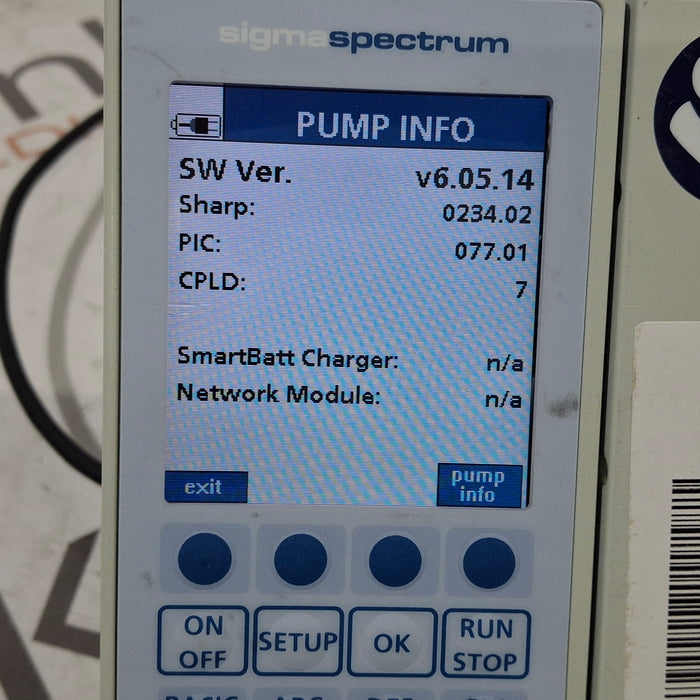 sigmaspectrum
PUMP INFO
SW Ver. v6.05.14
Sharp: 0234.02
PIC: 077.01
CPLD: 7
SmartBatt Charger: n/a
Network Module: n/a
exit
pump
info
ON
OFF
SETUP
OK
RUN
STOP